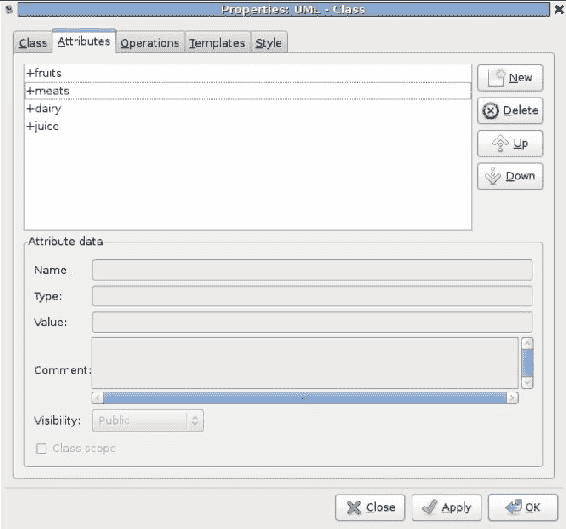 Properties: UML - Class
Class Attributes Operations Templates Style
+fruits
+meats
+dairy
+juice
New
Delete
Up
Down
Attribute data
Name
Type:
Value:
Comment:
Visibility: Public
Class scope
Close Apply OK